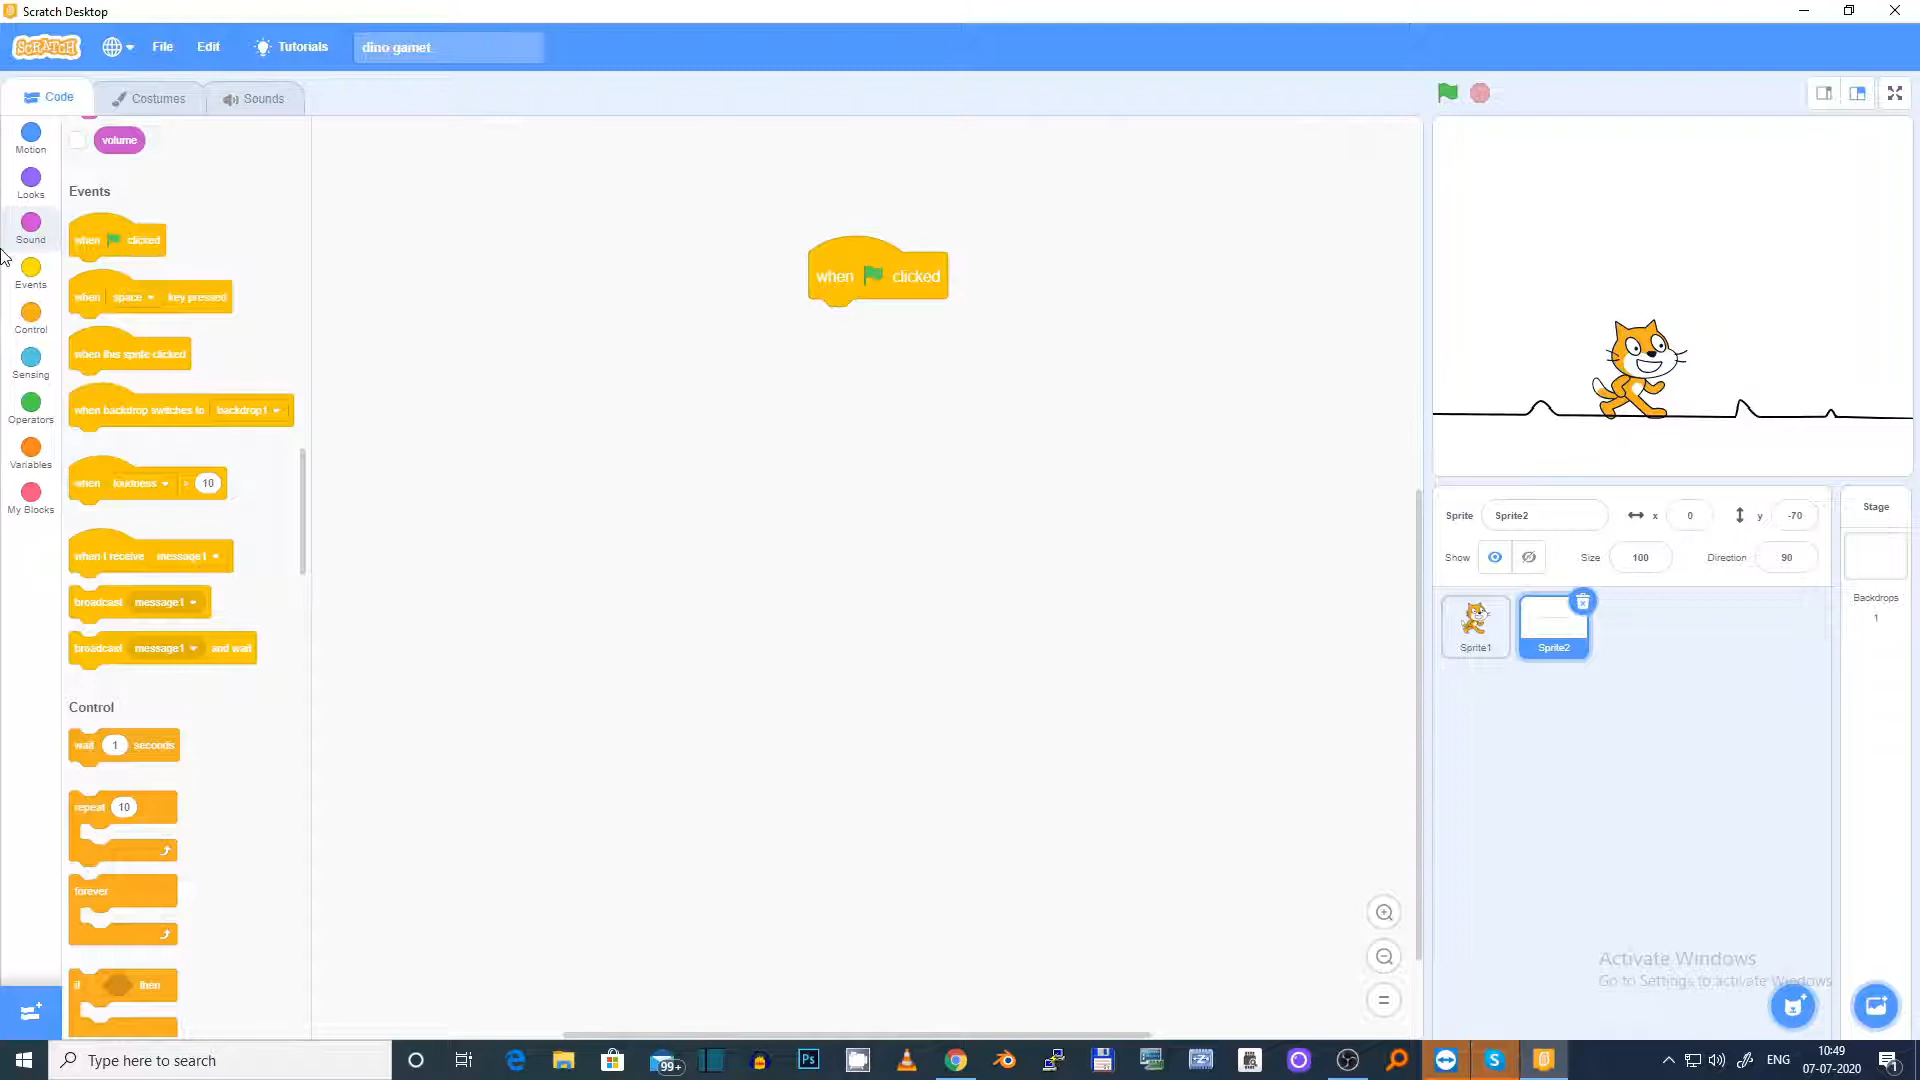 Scratch Desktop
SCRATCH File Edit Tutorials dino gamet
Code Costumes Sounds
Motion
Looks
Sound
Events
Control
Sensing
Operators
Variables
My Blocks
volume
Events
when clicked
when space key pressed
when this sprite clicked
when backdrop switches to backdrop1
when loudness > 10
when I receive message1
broadcast message1
broadcast message1 and wait
Control
wait 1 seconds
repeat 10
forever
if then
when clicked
Sprite Sprite2 x 0 y -70
Show Size 100 Direction 90
Sprite1
Sprite2
Stage
Backdrops
1
Activate Windows
Go to Settings to activate Windows
Type here to search
99+
Ps
S
ENG
10:49
07-07-2020
1